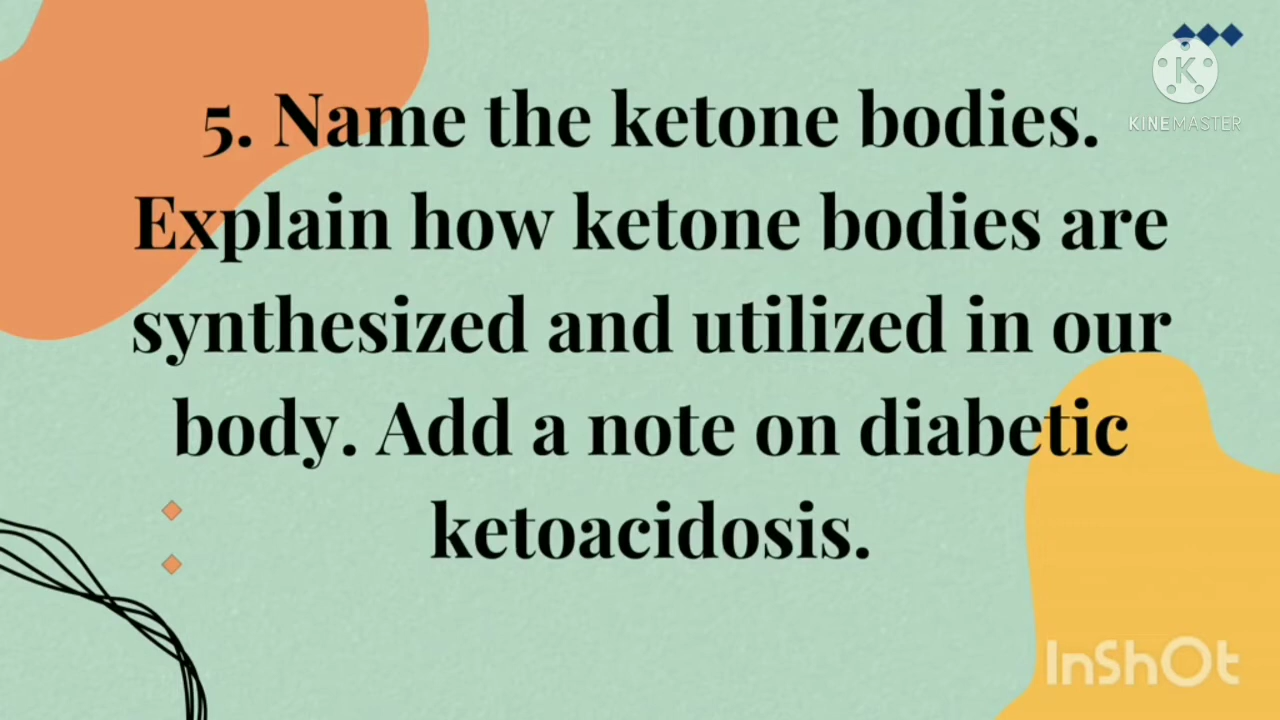 K
KINEMASTER
5. Name the ketone bodies.
Explain how ketone bodies are
synthesized and utilized in our
body. Add a note on diabetic
ketoacidosis.
InShOt